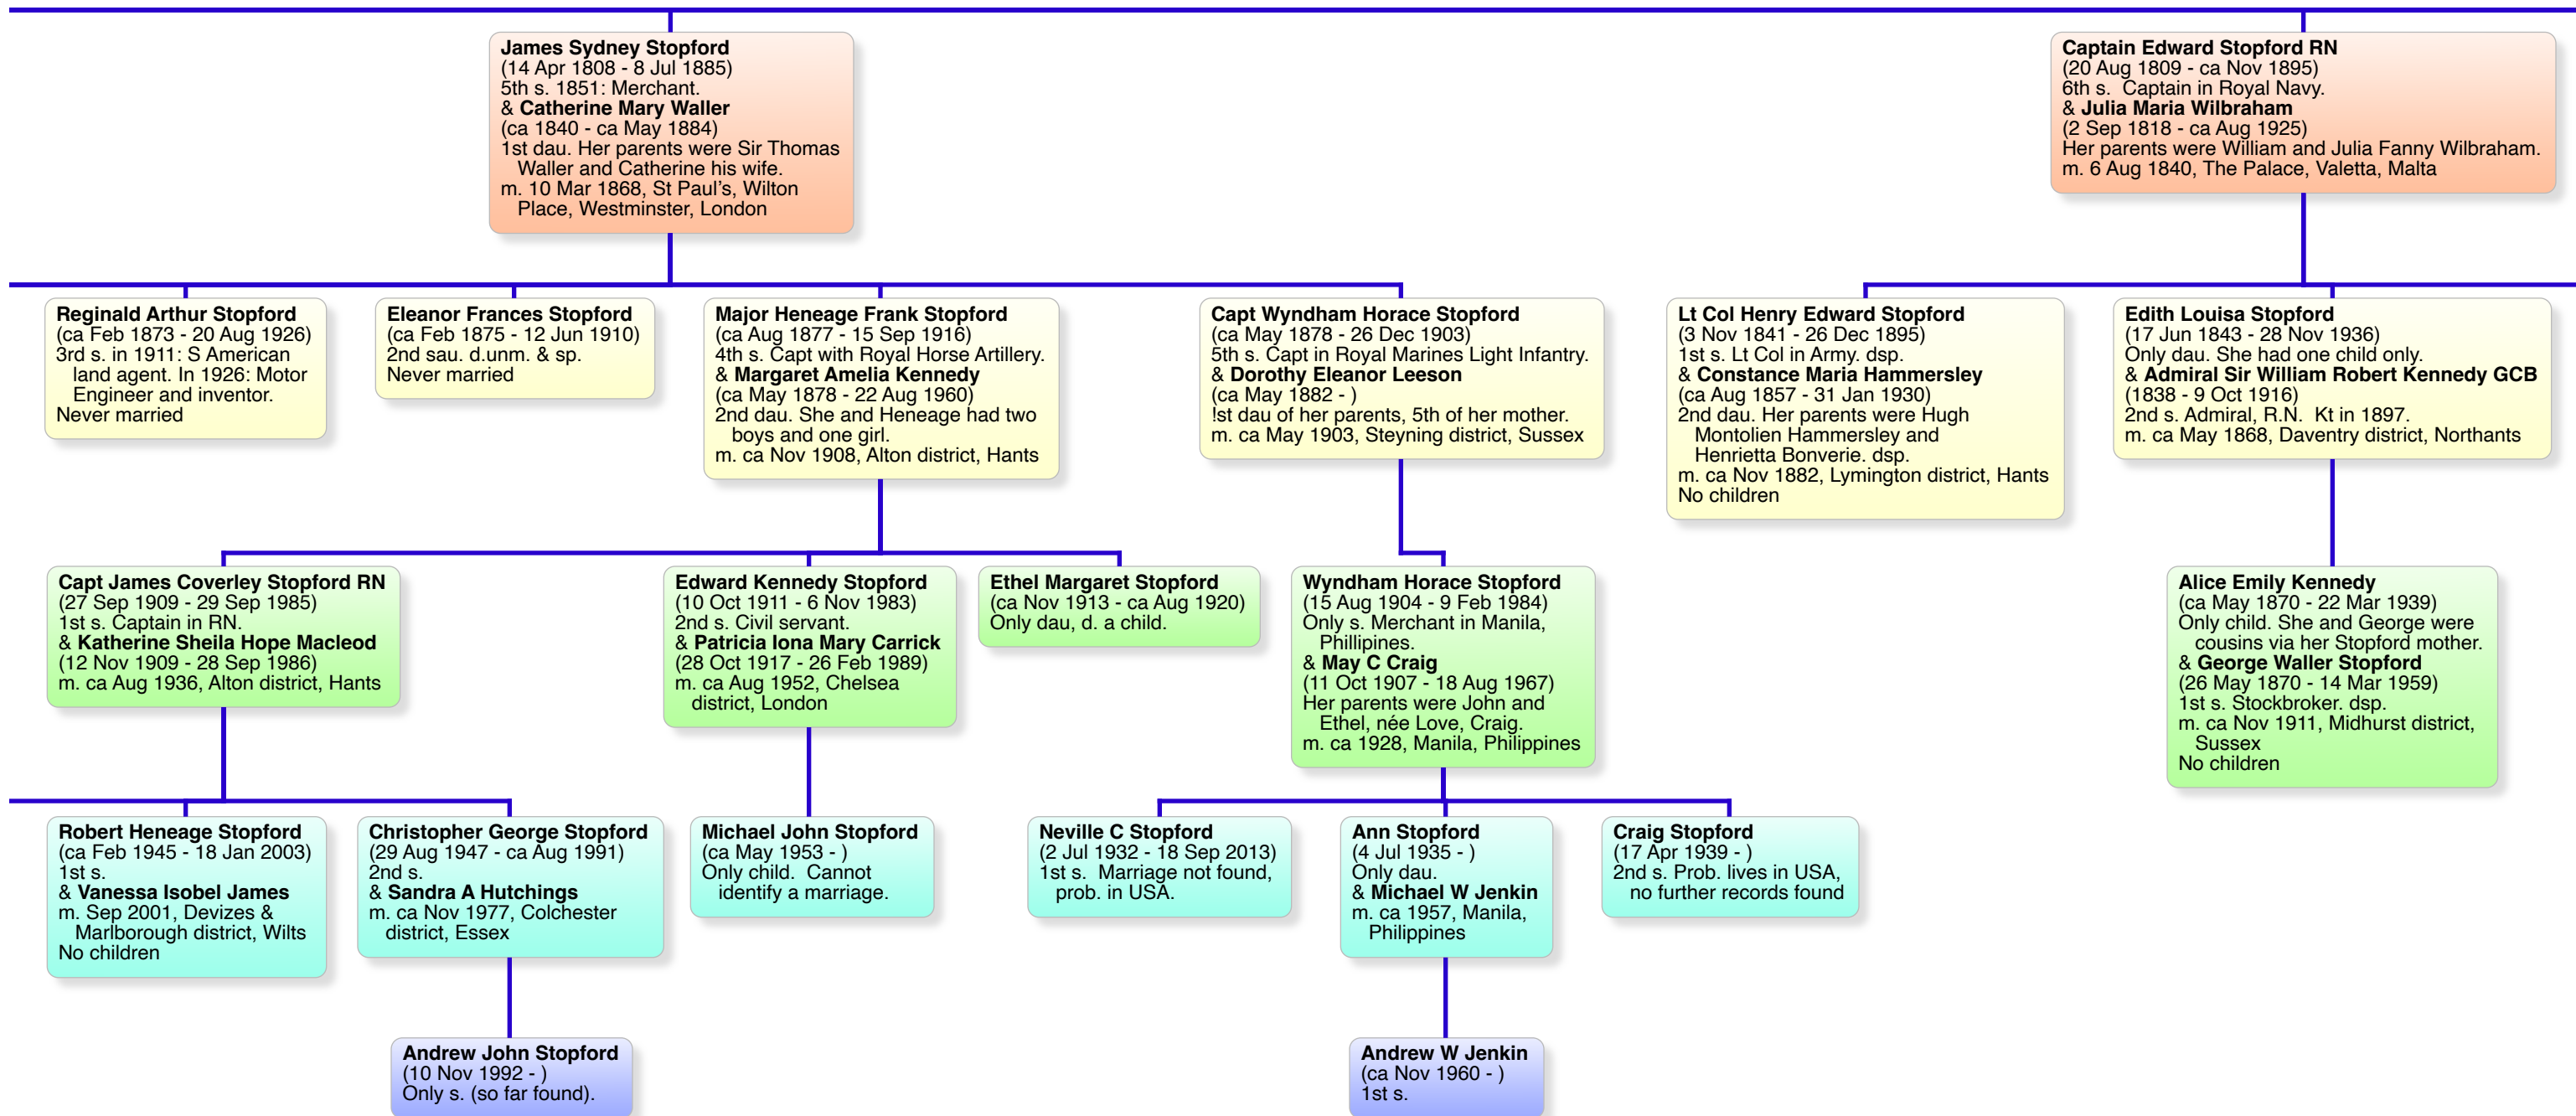 James Sydney Stopford
(14 Apr 1808 - 8 Jul 1885)
5th s. 1851: Merchant.
& Catherine Mary Waller
(ca 1840 - ca May 1884)
1st dau. Her parents were Sir Thomas
Waller and Catherine his wife.
m. 10 Mar 1868, St Paul's, Wilton
Place, Westminster, London
Captain Edward Stopford RN
(20 Aug 1809 - ca Nov 1895)
6th s. Captain in Royal Navy.
& Julia Maria Wilbraham
(2 Sep 1818 - ca Aug 1925)
Her parents were William and Julia Fanny Wilbraham.
m. 6 Aug 1840, The Palace, Valetta, Malta
Reginald Arthur Stopford
(ca Feb 1873 - 20 Aug 1926)
3rd s. in 1911: S American
land agent. In 1926: Motor
Engineer and inventor.
Never married
Eleanor Frances Stopford
(ca Feb 1875 - 12 Jun 1910)
2nd sau. d.unm. & sp.
Never married
Major Heneage Frank Stopford
(ca Aug 1877 - 15 Sep 1916)
4th s. Capt with Royal Horse Artillery.
& Margaret Amelia Kennedy
(ca May 1878 - 22 Aug 1960)
2nd dau. She and Heneage had two
boys and one girl.
m. ca Nov 1908, Alton district, Hants
Capt Wyndham Horace Stopford
(ca May 1878 - 26 Dec 1903)
5th s. Capt in Royal Marines Light Infantry.
& Dorothy Eleanor Leeson
(ca May 1882 - )
!st dau of her parents, 5th of her mother.
m. ca May 1903, Steyning district, Sussex
Lt Col Henry Edward Stopford
(3 Nov 1841 - 26 Dec 1895)
1st s. Lt Col in Army. dsp.
& Constance Maria Hammersley
(ca Aug 1857 - 31 Jan 1930)
2nd dau. Her parents were Hugh
Montolien Hammersley and
Henrietta Bonverie. dsp.
m. ca Nov 1882, Lymington district, Hants
No children
Edith Louisa Stopford
(17 Jun 1843 - 28 Nov 1936)
Only dau. She had one child only.
& Admiral Sir William Robert Kennedy GCB
(1838 - 9 Oct 1916)
2nd s. Admiral, R.N. Kt in 1897.
m. ca May 1868, Daventry district, Northants
Capt James Coverley Stopford RN
(27 Sep 1909 - 29 Sep 1985)
1st s. Captain in RN.
& Katherine Sheila Hope Macleod
(12 Nov 1909 - 28 Sep 1986)
m. ca Aug 1936, Alton district, Hants
Edward Kennedy Stopford
(10 Oct 1911 - 6 Nov 1983)
2nd s. Civil servant.
& Patricia Iona Mary Carrick
(28 Oct 1917 - 26 Feb 1989)
m. ca Aug 1952, Chelsea
district, London
Ethel Margaret Stopford
(ca Nov 1913 - ca Aug 1920)
Only dau, d. a child.
Wyndham Horace Stopford
(15 Aug 1904 - 9 Feb 1984)
Only s. Merchant in Manila,
Phillipines.
& May C Craig
(11 Oct 1907 - 18 Aug 1967)
Her parents were John and
Ethel, née Love, Craig.
m. ca 1928, Manila, Philippines
Alice Emily Kennedy
(ca May 1870 - 22 Mar 1939)
Only child. She and George were
cousins via her Stopford mother.
& George Waller Stopford
(26 May 1870 - 14 Mar 1959)
1st s. Stockbroker. dsp.
m. ca Nov 1911, Midhurst district,
Sussex
No children
Robert Heneage Stopford
(ca Feb 1945 - 18 Jan 2003)
1st s.
& Vanessa Isobel James
m. Sep 2001, Devizes &
Marlborough district, Wilts
No children
Christopher George Stopford
(29 Aug 1947 - ca Aug 1991)
2nd s.
& Sandra A Hutchings
m. ca Nov 1977, Colchester
district, Essex
Michael John Stopford
(ca May 1953 - )
Only child. Cannot
identify a marriage.
Neville C Stopford
(2 Jul 1932 - 18 Sep 2013)
1st s. Marriage not found,
prob. in USA.
Ann Stopford
(4 Jul 1935 - )
Only dau.
& Michael W Jenkin
m. ca 1957, Manila,
Philippines
Craig Stopford
(17 Apr 1939 - )
2nd s. Prob. lives in USA,
no further records found
Andrew John Stopford
(10 Nov 1992 - )
Only s. (so far found).
Andrew W Jenkin
(ca Nov 1960 - )
1st s.